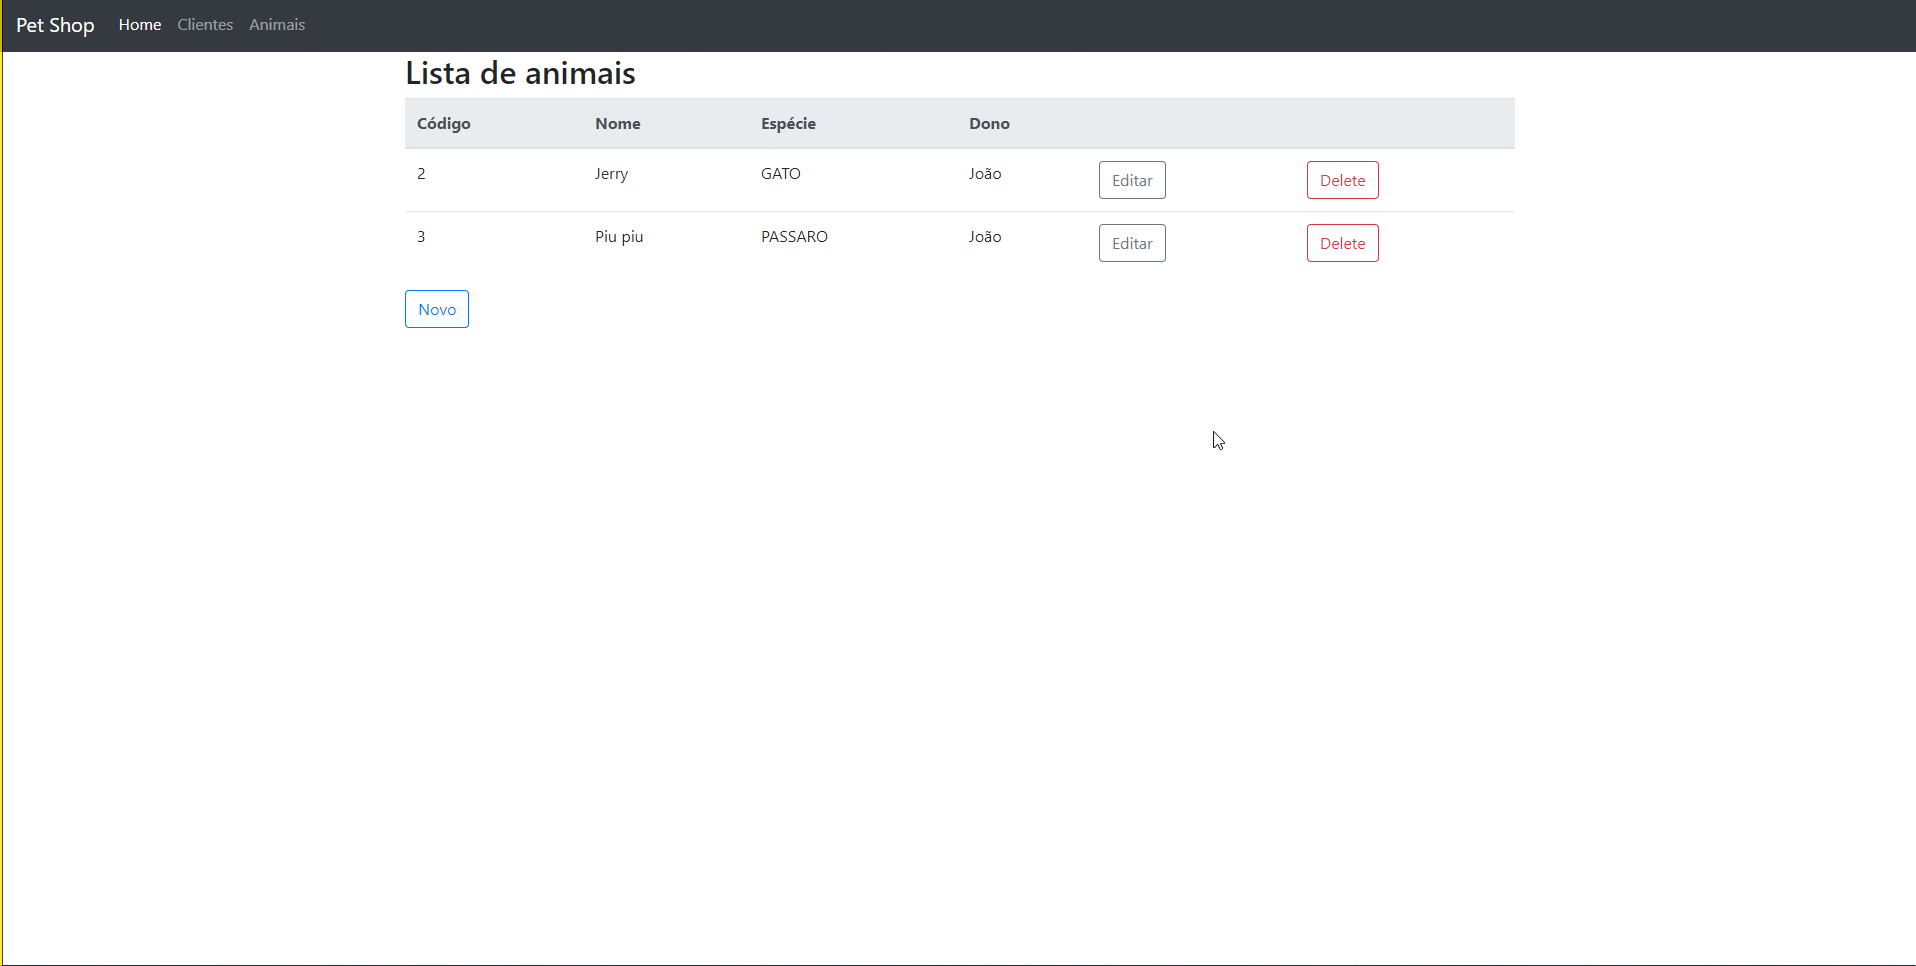 Pet Shop Home Clientes Animais
Lista de animais
Código Nome Espécie Dono
2 Jerry GATO João Editar Delete
3 Piu piu PASSARO João Editar Delete
Novo